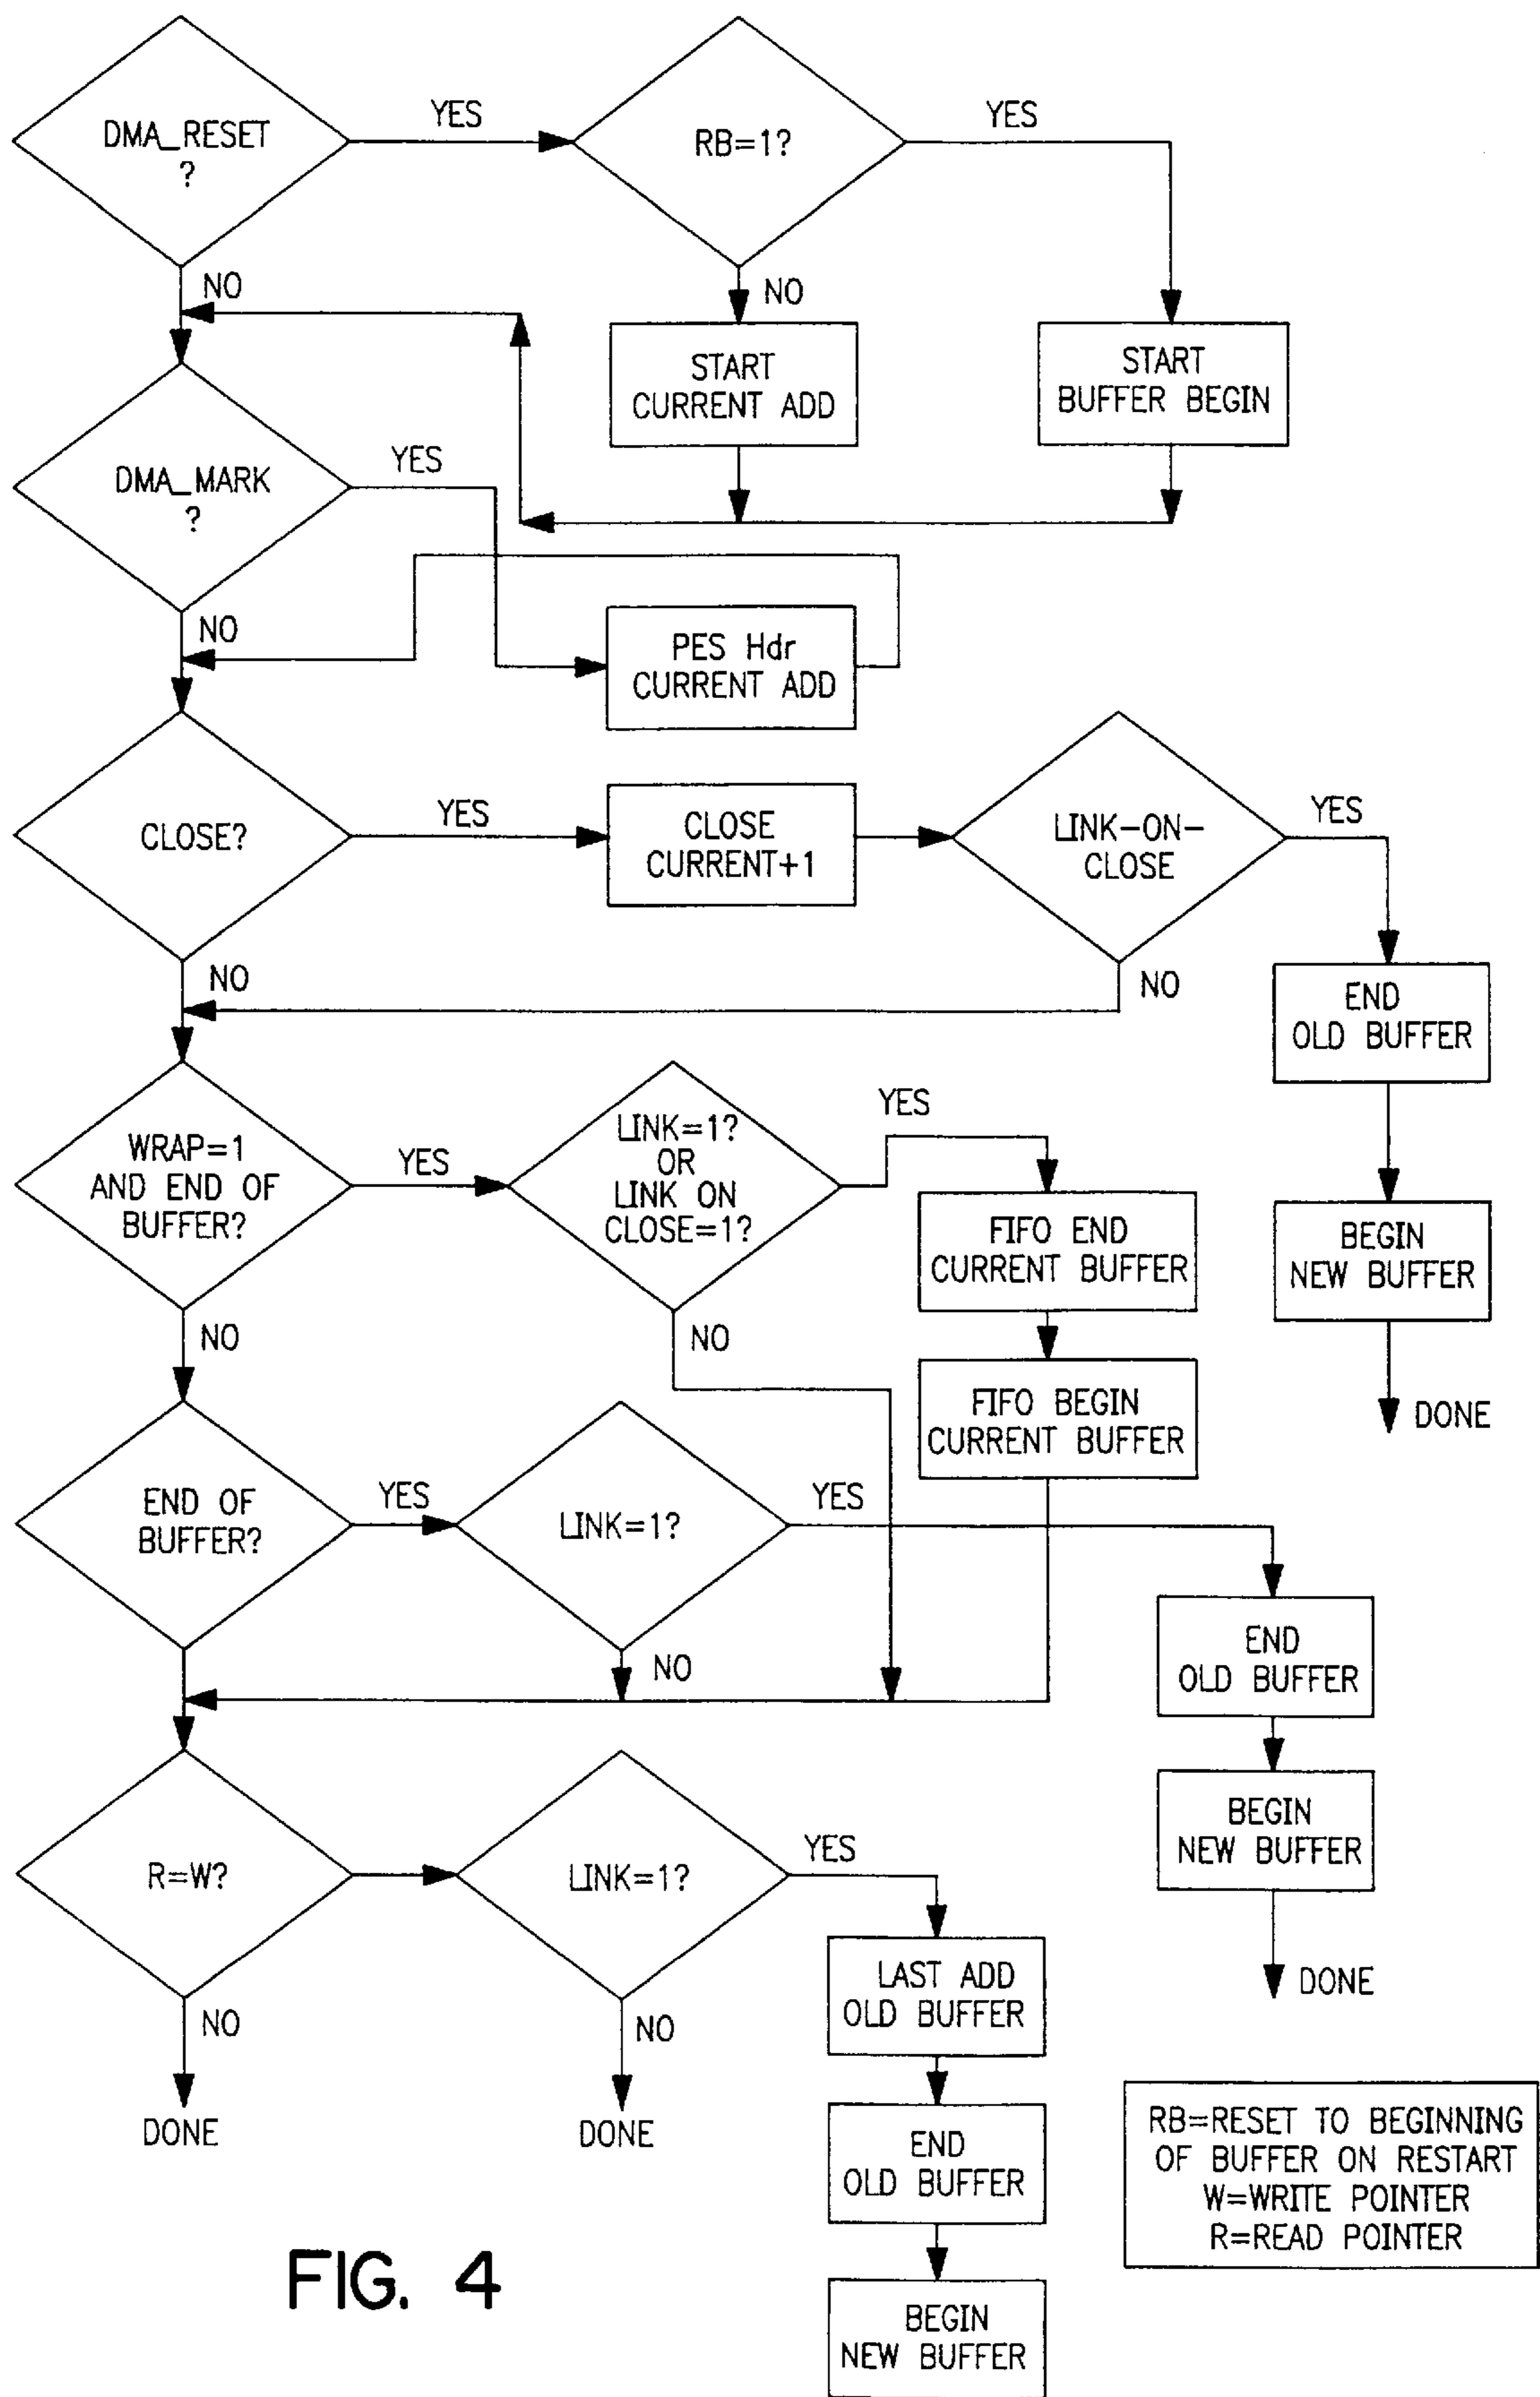 DMA_RESET
?
YES
RB=1?
YES
NO
NO
START
CURRENT ADD
START
BUFFER BEGIN
DMA_MARK
?
YES
NO
PES Hdr
CURRENT ADD
CLOSE?
YES
CLOSE
CURRENT+1
LINK-ON-
CLOSE
YES
NO
NO
END
OLD BUFFER
WRAP=1
AND END OF
BUFFER?
YES
LINK=1?
OR
LINK ON
CLOSE=1?
YES
FIFO END
CURRENT BUFFER
BEGIN
NEW BUFFER
NO
NO
FIFO BEGIN
CURRENT BUFFER
DONE
END OF
BUFFER?
YES
LINK=1?
YES
NO
END
OLD BUFFER
BEGIN
NEW BUFFER
DONE
R=W?
LINK=1?
YES
NO
DONE
NO
DONE
LAST ADD
OLD BUFFER
END
OLD BUFFER
BEGIN
NEW BUFFER
RB=RESET TO BEGINNING
OF BUFFER ON RESTART
W=WRITE POINTER
R=READ POINTER
FIG. 4